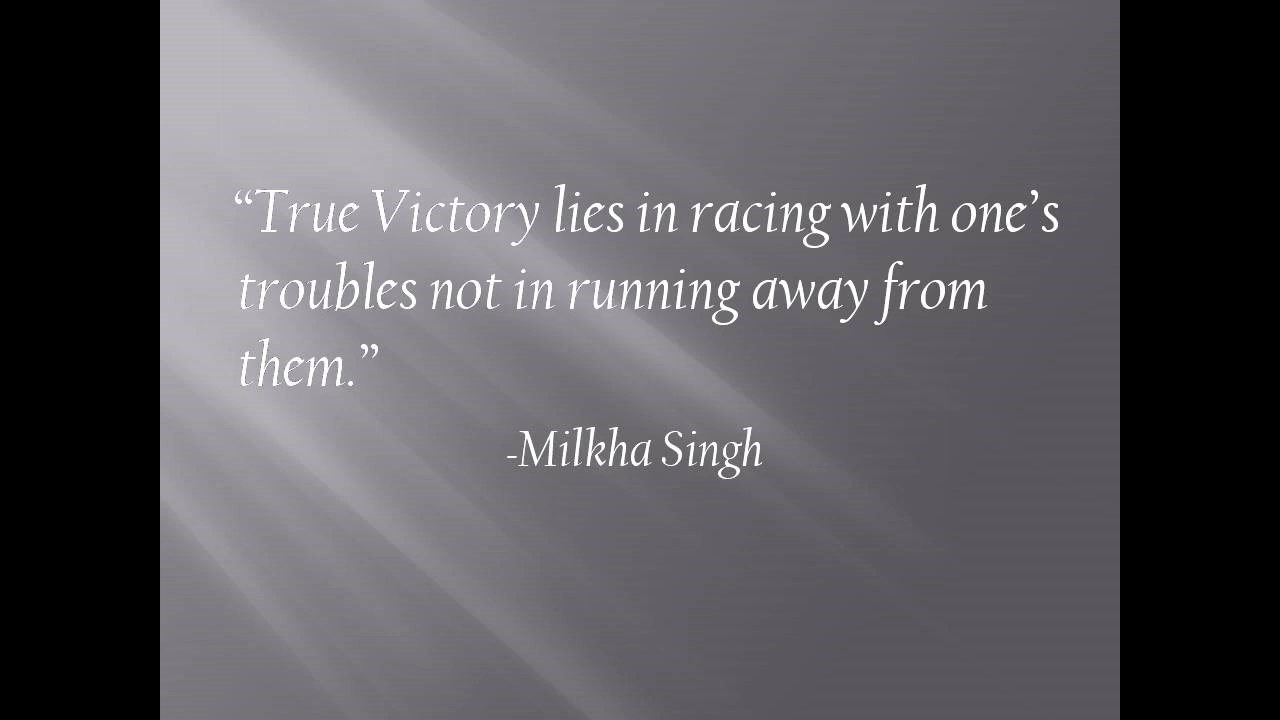 “True Victory lies in racing with one’s
troubles not in running away from
them.”
-Milkha Singh